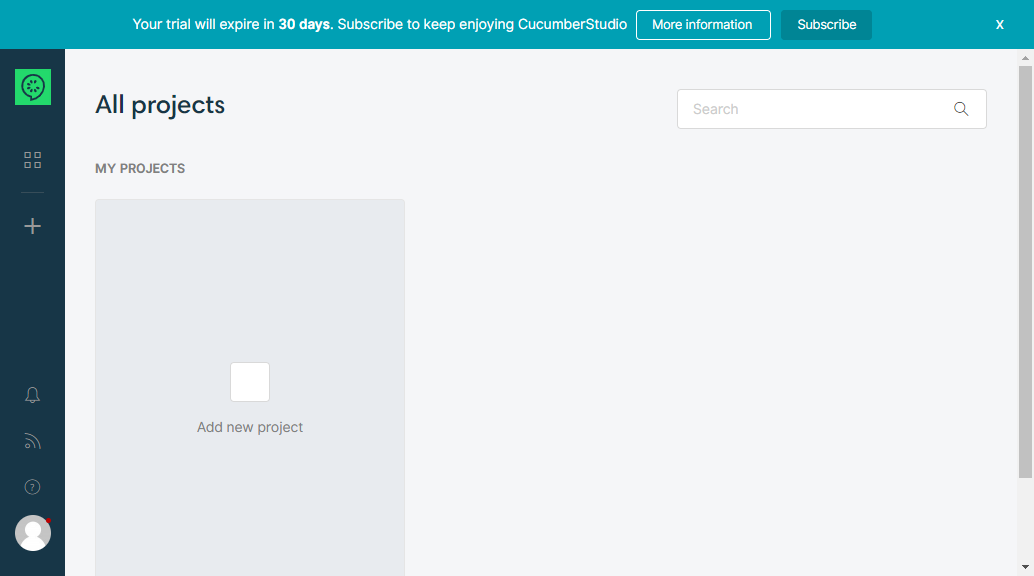 Your trial will expire in 30 days. Subscribe to keep enjoying CucumberStudio More information Subscribe X
All projects
Search
MY PROJECTS
Add new project
?